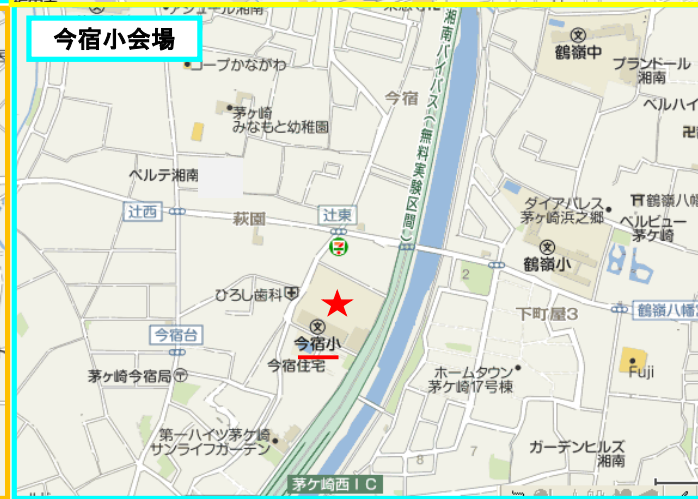 今宿小会場
コープかながわ
今宿
湘南バイパス(無料実験区間)
鶴嶺中
ブランドール
湘南
ベルハイ
茅ヶ崎
みなもと幼稚園
ベルテ湘南
辻西
萩園
辻東
ダイアパレス
茅ヶ崎浜之郷
鶴嶺八幡
ベルビュー
茅ヶ崎
鶴嶺小
2
ひろし歯科
下町屋3
鶴嶺八幡
今宿台
今宿小
今宿住宅
茅ヶ崎今宿局
ホームタウン
茅ヶ崎17号棟
Fuji
第一ハイツ茅ヶ崎
サンライフガーデン
8
7
ガーデンヒルズ
湘南
茅ヶ崎西IC